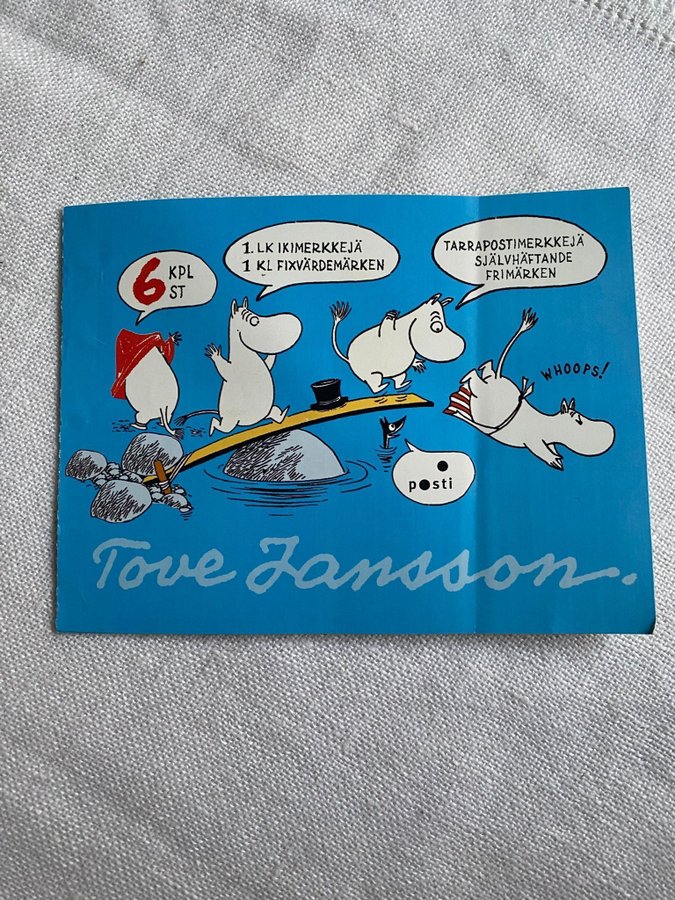 6 KPL
ST
1. LK IKIMERKKEJÄ
1 KL FIXVÄRDEMÄRKEN
TARRAPOSTIMERKKEJÄ
SJÄLVHÄFTANDE
FRIMÄRKEN
WHOOPS!
posti
Tove Jansson.